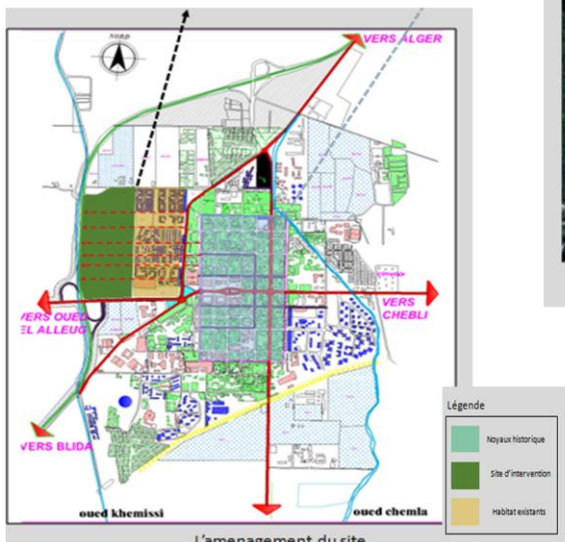 NORD
VERS ALGER
VERS OUED
EL ALLEUG
VERS
CHEBLI
VERS BLIDA
oued khemissi
oued chemla
Légende
Noyaux historique
Site d'intervention
Habitat existants
L'amenagement du site